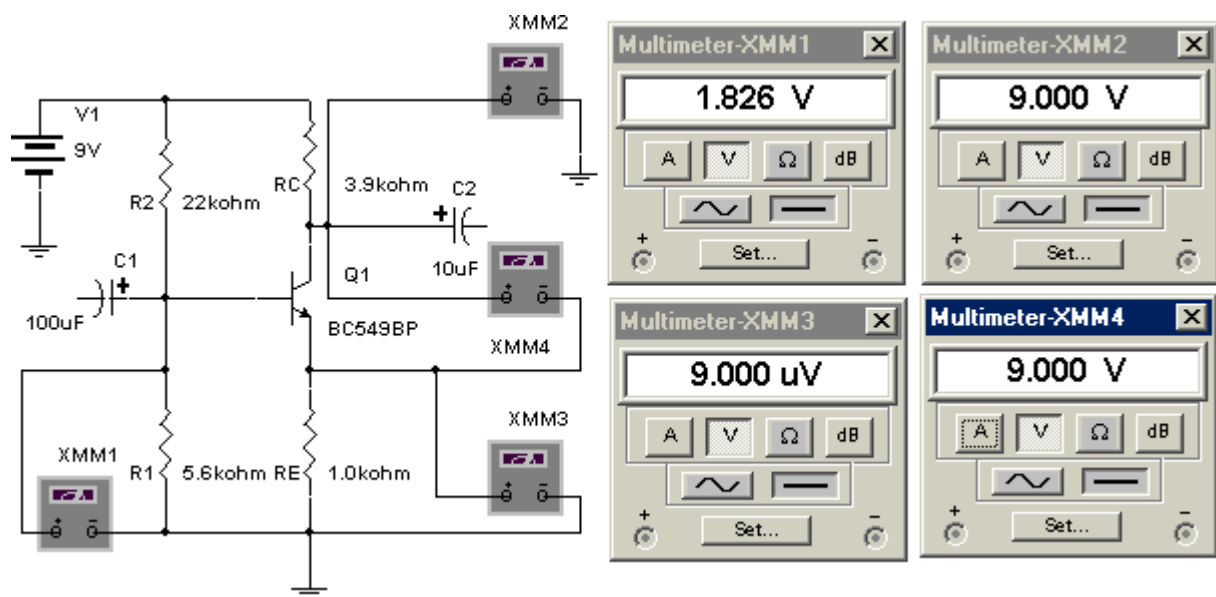 XMM2
V1
9V
R2
22kohm
RC
3.9kohm
C2
+
10uF
C1
+
100uF
Q1
BC549BP
XMM4
XMM3
XMM1
R1
5.6kohm
RE
1.0kohm
Multimeter-XMM1
1.826 V
A V Ω dB
+ Set... −
Multimeter-XMM2
9.000 V
A V Ω dB
+ Set... −
Multimeter-XMM3
9.000 uV
A V Ω dB
+ Set... −
Multimeter-XMM4
9.000 V
A V Ω dB
+ Set... −